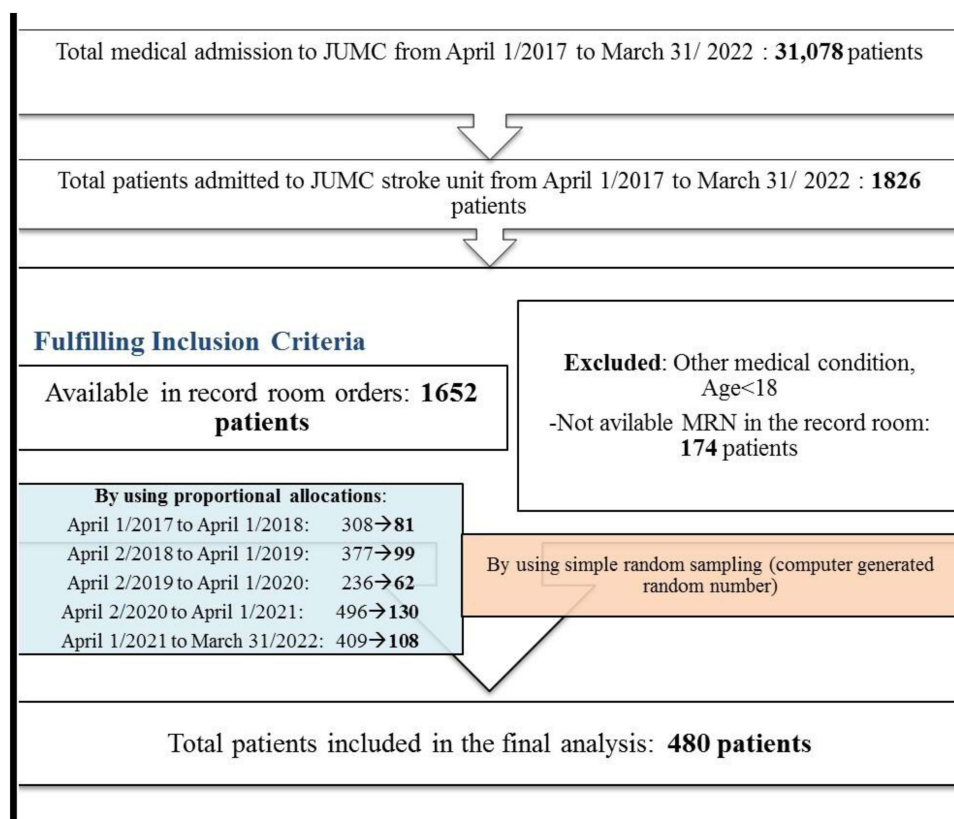 Total medical admission to JUMC from April 1/2017 to March 31/ 2022 : 31,078 patients
Total patients admitted to JUMC stroke unit from April 1/2017 to March 31/ 2022 : 1826
patients
Fulfilling Inclusion Criteria
Available in record room orders: 1652
patients
Excluded: Other medical condition,
Age<18
-Not avilable MRN in the record room:
174 patients
By using proportional allocations:
April 1/2017 to April 1/2018: 308→81
April 2/2018 to April 1/2019: 377→99
April 2/2019 to April 1/2020: 236→62
April 2/2020 to April 1/2021: 496→130
April 1/2021 to March 31/2022: 409→108
By using simple random sampling (computer generated
random number)
Total patients included in the final analysis: 480 patients